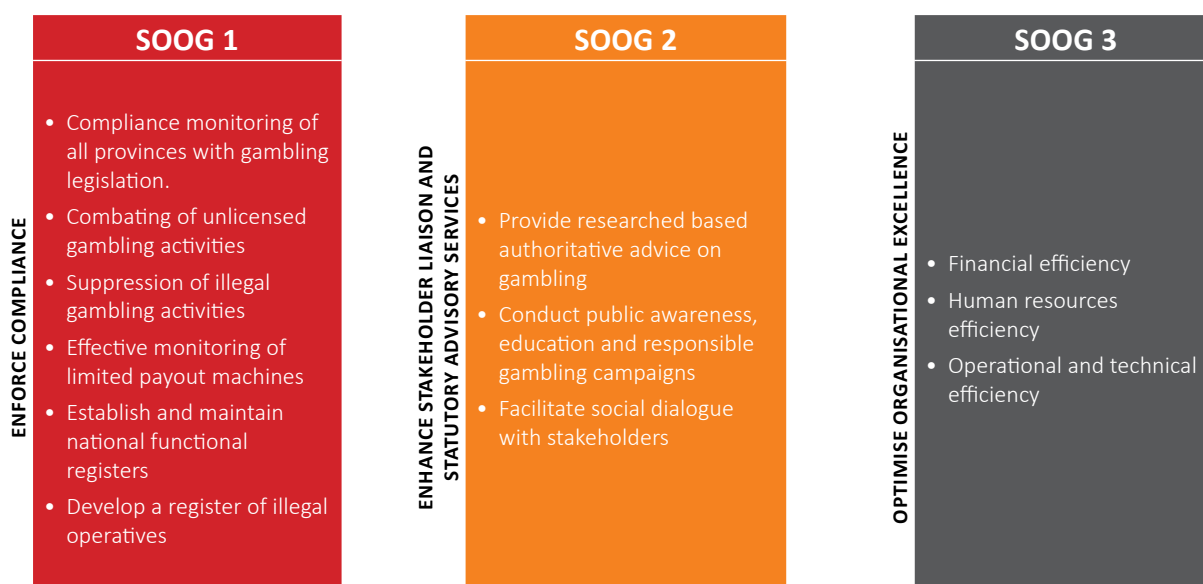 SOOG 1
ENFORCE COMPLIANCE
• Compliance monitoring of
all provinces with gambling
legislation.
• Combating of unlicensed
gambling activities
• Suppression of illegal
gambling activities
• Effective monitoring of
limited payout machines
• Establish and maintain
national functional
registers
• Develop a register of illegal
operatives
SOOG 2
ENHANCE STAKEHOLDER LIAISON AND
STATUTORY ADVISORY SERVICES
• Provide researched based
authoritative advice on
gambling
• Conduct public awareness,
education and responsible
gambling campaigns
• Facilitate social dialogue
with stakeholders
SOOG 3
OPTIMISE ORGANISATIONAL EXCELLENCE
• Financial efficiency
• Human resources
efficiency
• Operational and technical
efficiency